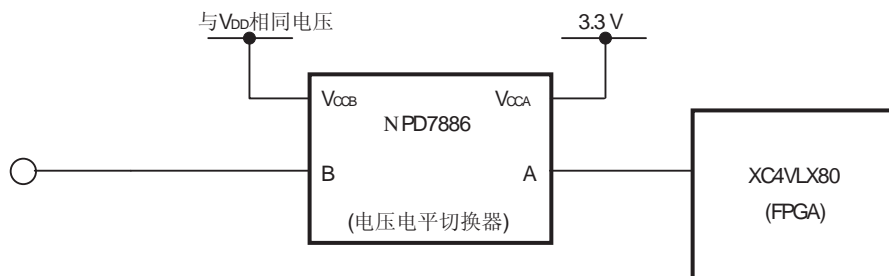 与VDD相同电压
3.3 V
VCCB
VCCA
NPD7886
B
A
(电压电平切换器)
XC4VLX80
(FPGA)